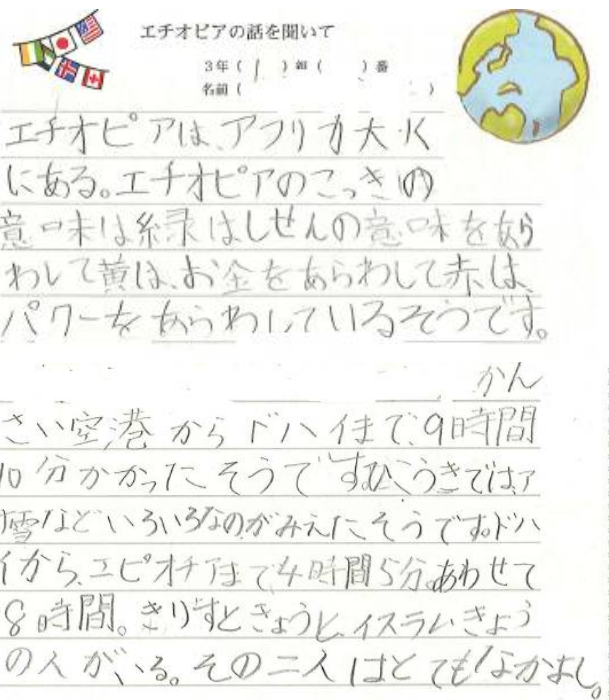 エチオピアの話を聞いて
3年(1)組( )番
名前( )
エチオピアは、アフリカ大水
にある。エチオピアのこっきの
意味は緑はしぜんの意味をあら
わして黄は、お金をあらわして赤は、
パワーをあらわしているそうです。
かん
さい空港からドハイまで、9時間
10分かかったそうですひこうきでは、
雪などいろいろなのがみえたそうです。ドハ
イから、エピオチアまで4時間5分。あわせて
8時間。きりすときょうと、イスラムきょう
の人が、いる。その二人はとてもなかよし。